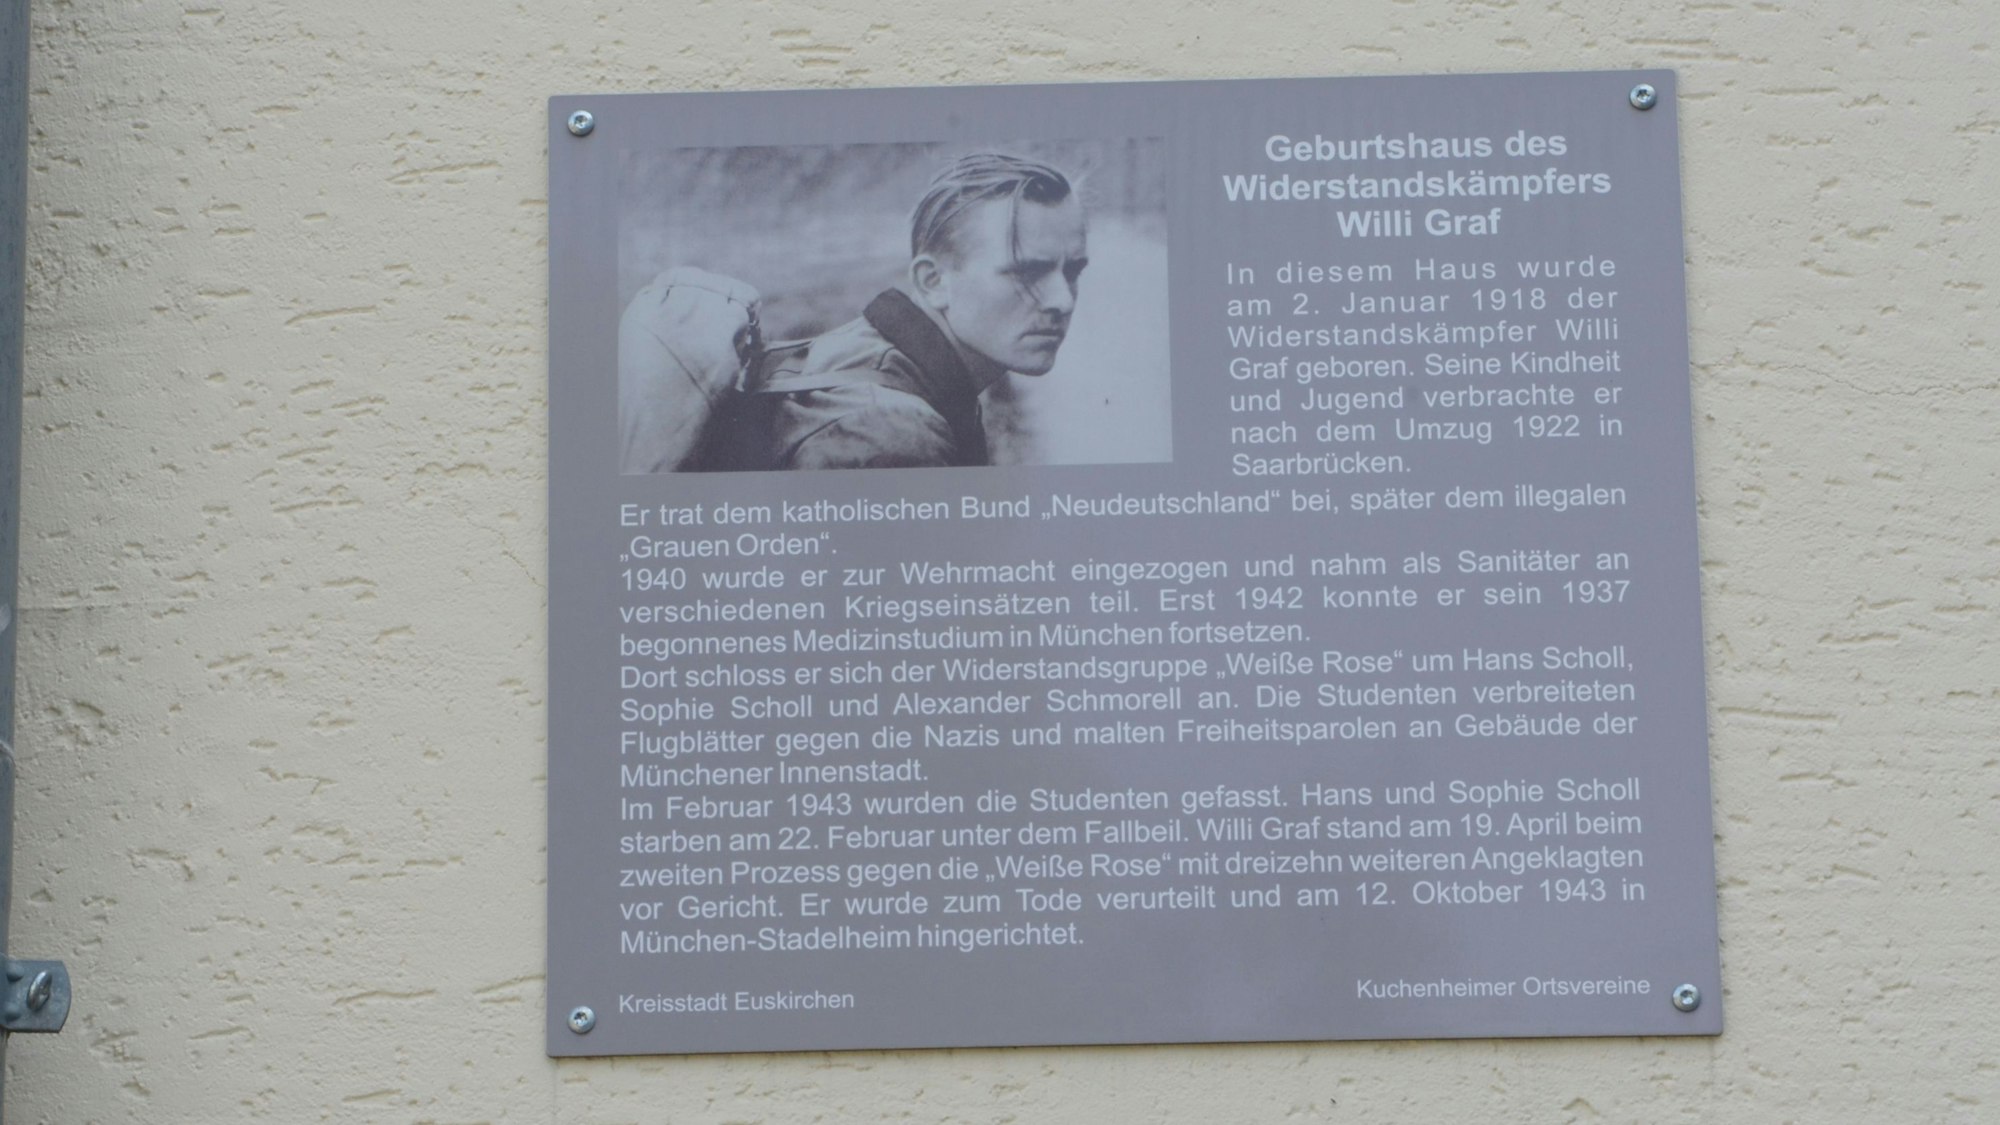 Geburtshaus des
Widerstandskämpfers
Willi Graf
In diesem Haus wurde
am 2. Januar 1918 der
Widerstandskämpfer Willi
Graf geboren. Seine Kindheit
und Jugend verbrachte er
nach dem Umzug 1922 in
Saarbrücken.
Er trat dem katholischen Bund „Neudeutschland“ bei, später dem illegalen
„Grauen Orden“.
1940 wurde er zur Wehrmacht eingezogen und nahm als Sanitäter an
verschiedenen Kriegseinsätzen teil. Erst 1942 konnte er sein 1937
begonnenes Medizinstudium in München fortsetzen.
Dort schloss er sich der Widerstandsgruppe „Weiße Rose“ um Hans Scholl,
Sophie Scholl und Alexander Schmorell an. Die Studenten verbreiteten
Flugblätter gegen die Nazis und malten Freiheitsparolen an Gebäude der
Münchener Innenstadt.
Im Februar 1943 wurden die Studenten gefasst. Hans und Sophie Scholl
starben am 22. Februar unter dem Fallbeil. Willi Graf stand am 19. April beim
zweiten Prozess gegen die „Weiße Rose“ mit dreizehn weiteren Angeklagten
vor Gericht. Er wurde zum Tode verurteilt und am 12. Oktober 1943 in
München-Stadelheim hingerichtet.
Kreisstadt Euskirchen
Kuchenheimer Ortsvereine